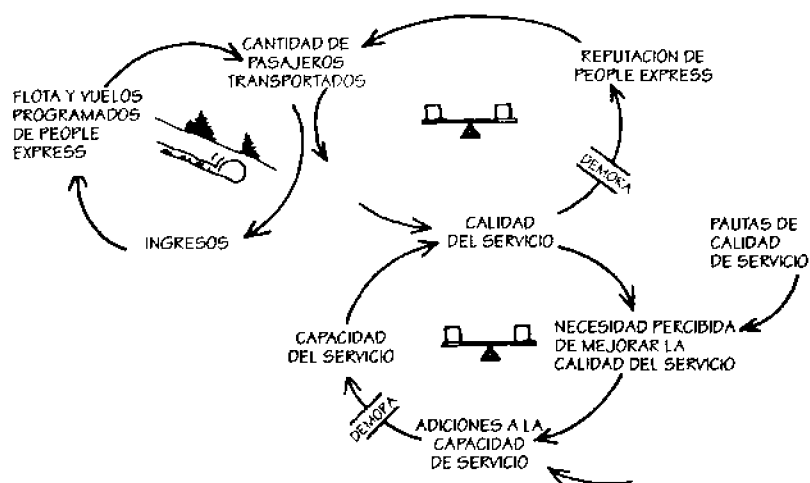 CANTIDAD DE
PASAJEROS
TRANSPORTADOS
REPUTACION DE
PEOPLE EXPRESS
FLOTA Y VUELOS
PROGRAMADOS
DE PEOPLE
EXPRESS
DEMORA
INGRESOS
CALIDAD
DEL SERVICIO
PAUTAS DE
CALIDAD
DE SERVICIO
CAPACIDAD
DEL SERVICIO
NECESIDAD PERCIBIDA
DE MEJORAR LA
CALIDAD DEL SERVICIO
DEMORA
ADICIONES A LA
CAPACIDAD
DE SERVICIO